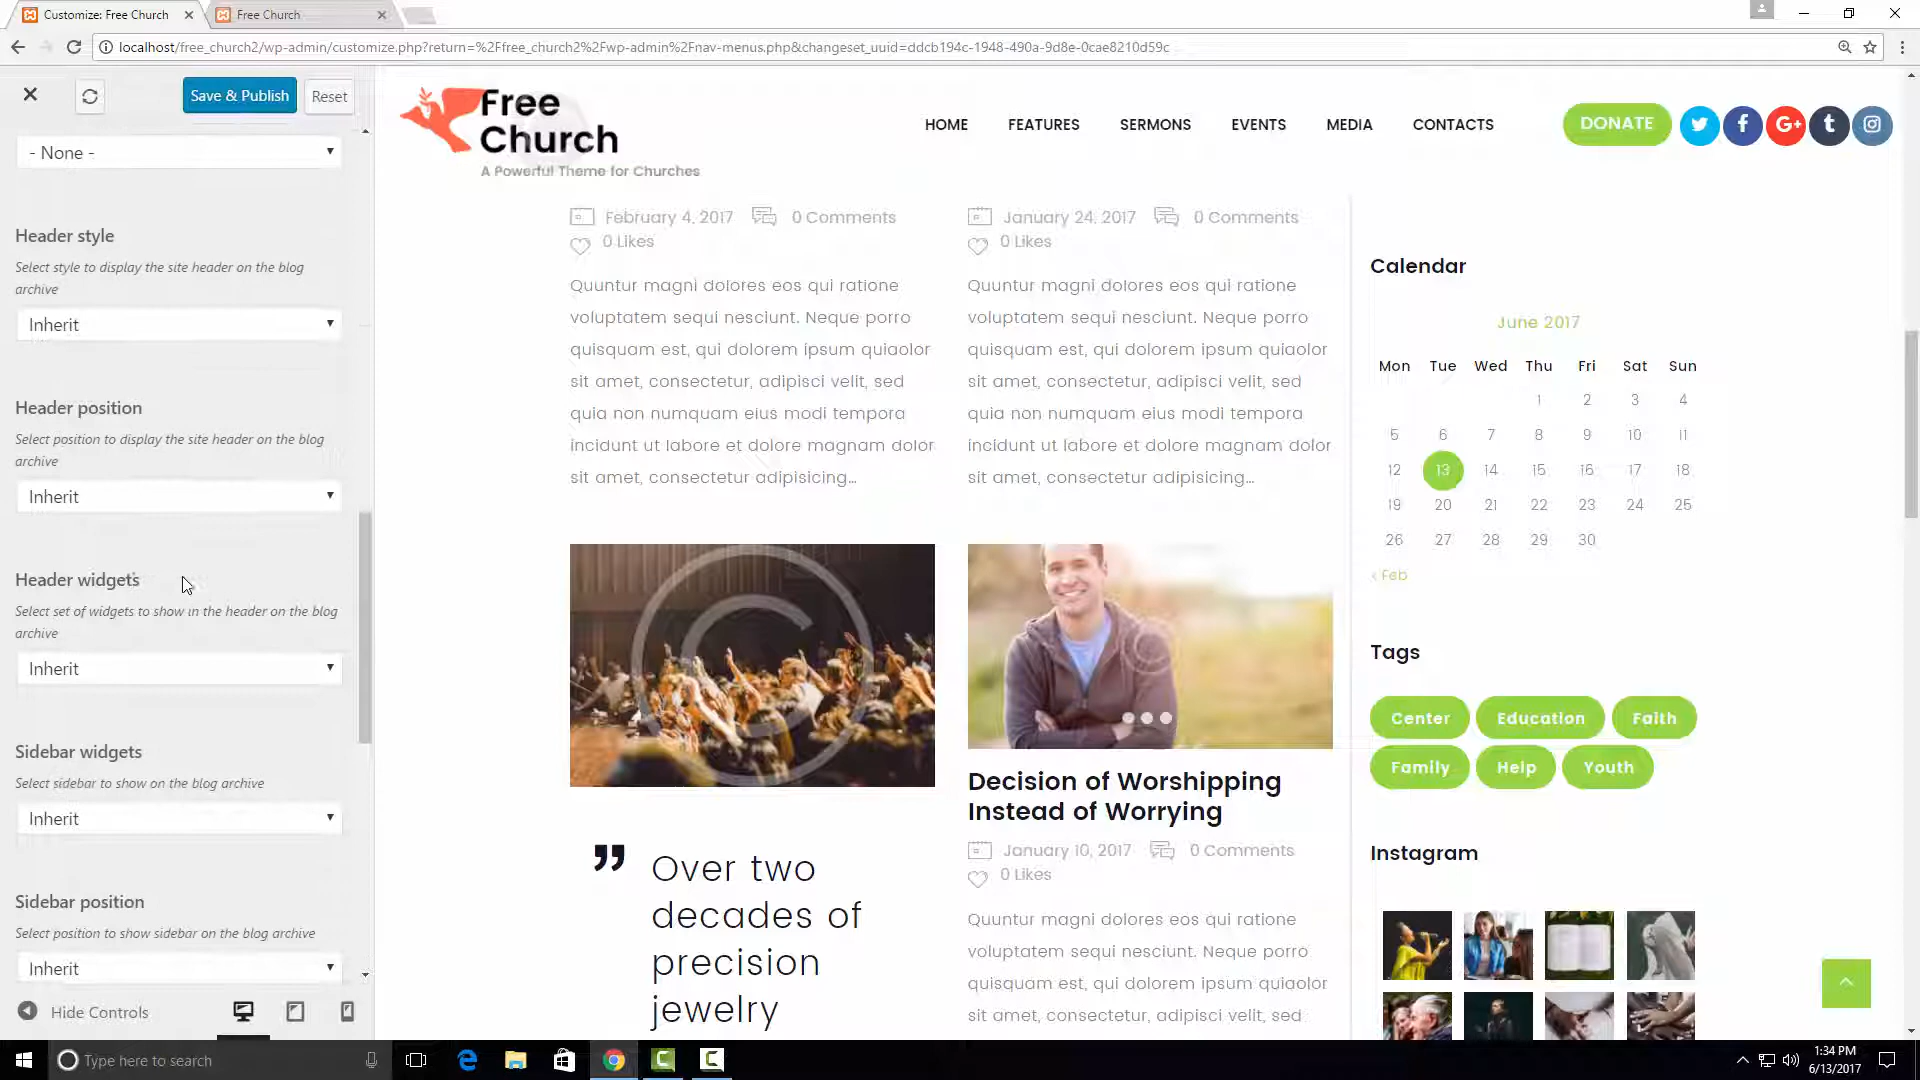 Customize: Free Church
Free Church
localhost/free_church2/wp-admin/customize.php?return=%2Ffree_church2%2Fwp-admin%2Fnav-menus.php&changeset_uuid=ddcb194c-1948-490a-9d8e-0cae8210d59c
Save & Publish
Reset
- None -
Header style
Select style to display the site header on the blog
archive
Inherit
Header position
Select position to display the site header on the blog
archive
Inherit
Header widgets
Select set of widgets to show in the header on the blog
archive
Inherit
Sidebar widgets
Select sidebar to show on the blog archive
Inherit
Sidebar position
Select position to show sidebar on the blog archive
Inherit
Hide Controls
Free
Church
A Powerful Theme for Churches
HOME FEATURES SERMONS EVENTS MEDIA CONTACTS
DONATE
February 4, 2017 0 Comments
0 Likes
Quuntur magni dolores eos qui ratione
voluptatem sequi nesciunt. Neque porro
quisquam est, qui dolorem ipsum quiaolor
sit amet, consectetur, adipisci velit, sed
quia non numquam eius modi tempora
incidunt ut labore et dolore magnam dolor
sit amet, consectetur adipisicing...
”
Over two
decades of
precision
jewelry
January 24, 2017 0 Comments
0 Likes
Quuntur magni dolores eos qui ratione
voluptatem sequi nesciunt. Neque porro
quisquam est, qui dolorem ipsum quiaolor
sit amet, consectetur, adipisci velit, sed
quia non numquam eius modi tempora
incidunt ut labore et dolore magnam dolor
sit amet, consectetur adipisicing...
Decision of Worshipping
Instead of Worrying
January 10, 2017 0 Comments
0 Likes
Quuntur magni dolores eos qui ratione
voluptatem sequi nesciunt. Neque porro
quisquam est, qui dolorem ipsum quiaolor
sit amet, consectetur, adipisci velit, sed
Calendar
June 2017
Mon Tue Wed Thu Fri Sat Sun
1 2 3 4
5 6 7 8 9 10 11
12 13 14 15 16 17 18
19 20 21 22 23 24 25
26 27 28 29 30
‹ Feb
Tags
Center Education Faith
Family Help Youth
Instagram
Type here to search
1:34 PM
6/13/2017